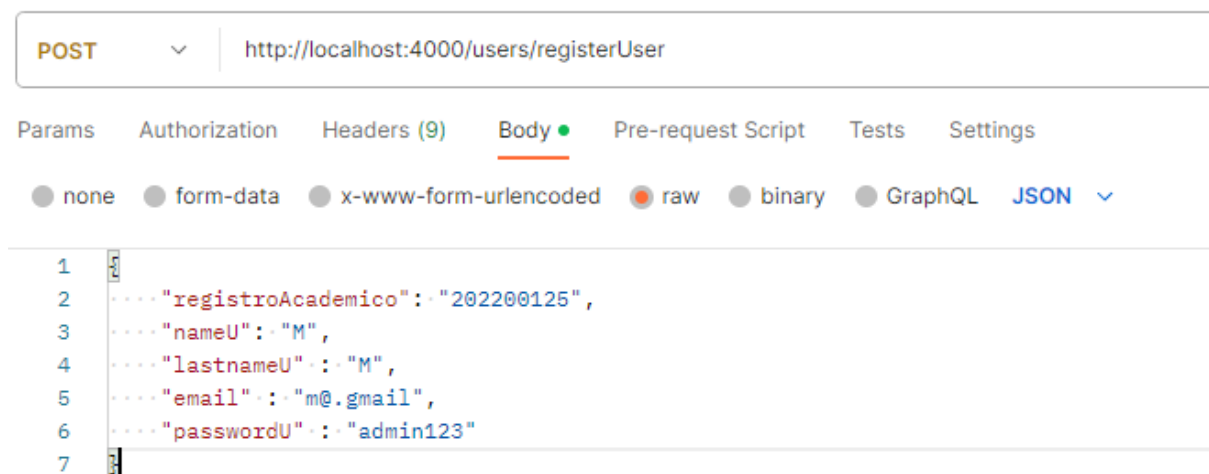 POST http://localhost:4000/users/registerUser
Params Authorization Headers (9) Body Pre-request Script Tests Settings
none form-data x-www-form-urlencoded raw binary GraphQL JSON
1 {
2 "registroAcademico": "202200125",
3 "nameU": "M",
4 "lastnameU" : "M",
5 "email" : "m@.gmail",
6 "passwordU" : "admin123"
7 }